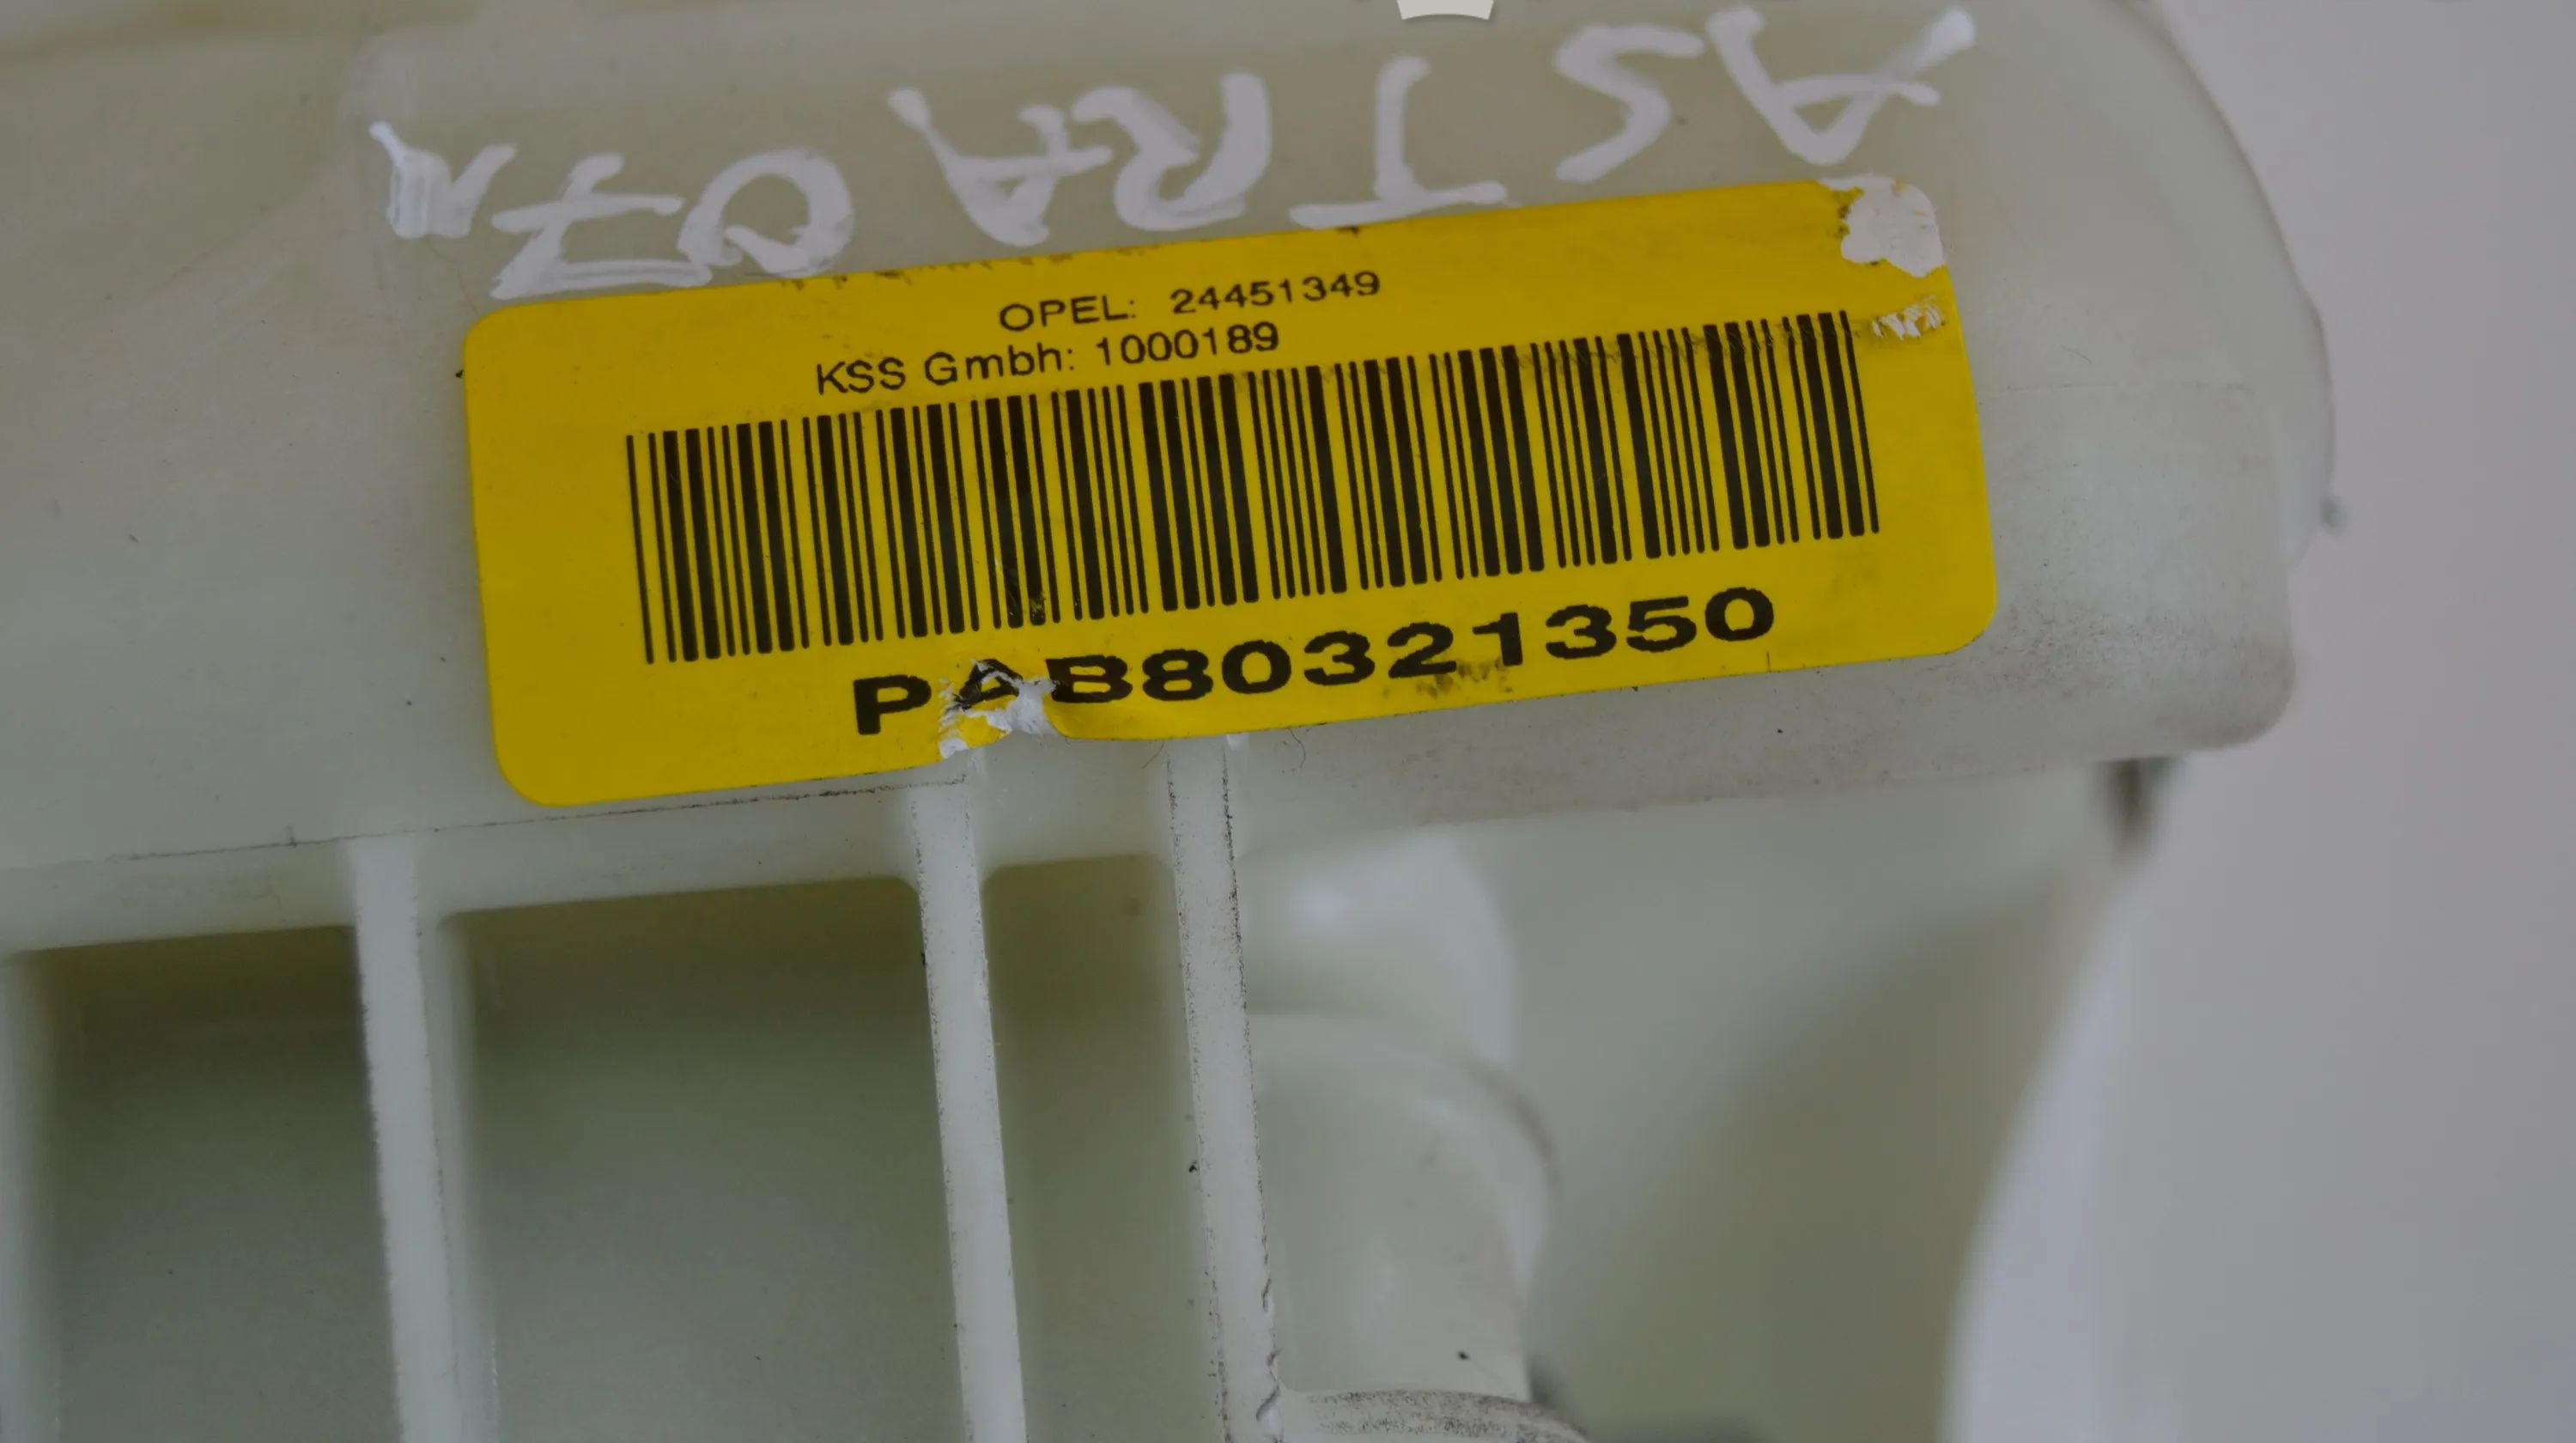 ASTRA 07"
OPEL: 24451349
KSS Gmbh: 1000189
PAB80321350